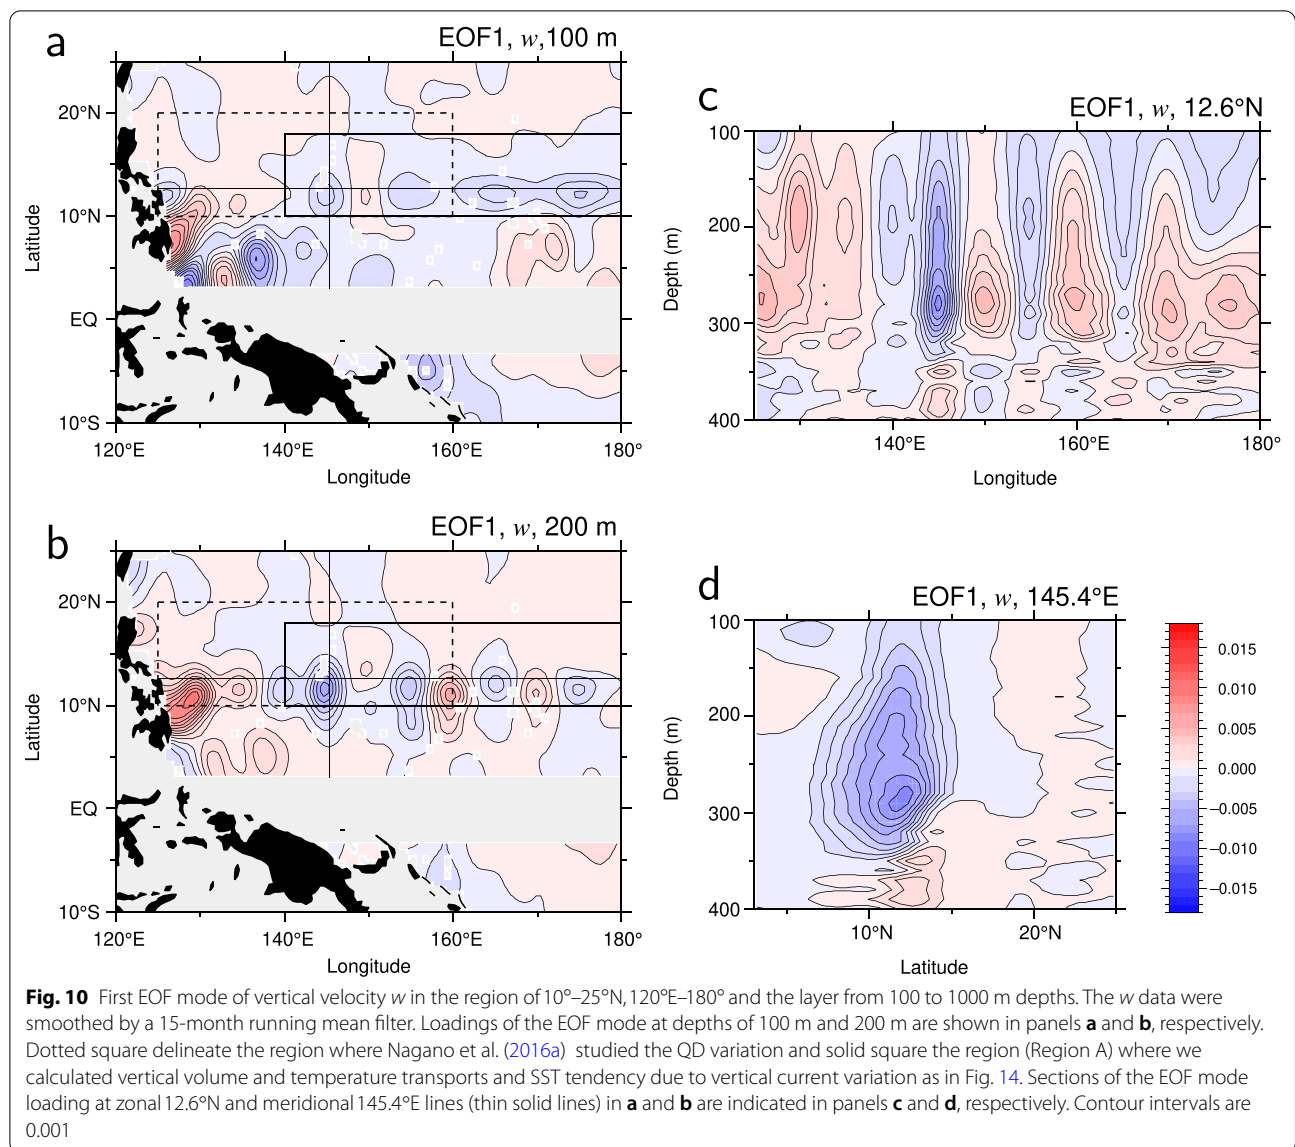 a
EOF1, w,100 m
20°N
10°N
EQ
10°S
Latitude
120°E
140°E
160°E
180°
Longitude
b
EOF1, w, 200 m
20°N
10°N
EQ
10°S
Latitude
120°E
140°E
160°E
180°
Longitude
c
EOF1, w, 12.6°N
100
200
300
400
Depth (m)
140°E
160°E
180°
Longitude
d
EOF1, w, 145.4°E
100
200
300
400
Depth (m)
10°N
20°N
Latitude
0.015
0.010
0.005
0.000
−0.005
−0.010
−0.015
Fig. 10 First EOF mode of vertical velocity w in the region of 10°–25°N, 120°E–180° and the layer from 100 to 1000 m depths. The w data were
smoothed by a 15-month running mean filter. Loadings of the EOF mode at depths of 100 m and 200 m are shown in panels a and b, respectively.
Dotted square delineate the region where Nagano et al. (2016a) studied the QD variation and solid square the region (Region A) where we
calculated vertical volume and temperature transports and SST tendency due to vertical current variation as in Fig. 14. Sections of the EOF mode
loading at zonal 12.6°N and meridional 145.4°E lines (thin solid lines) in a and b are indicated in panels c and d, respectively. Contour intervals are
0.001